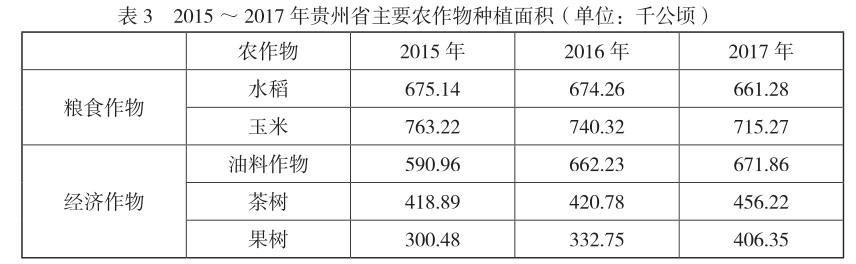 表 3 2015 ~ 2017 年贵州省主要农作物种植面积（单位：千公顷）
农作物 2015 年 2016 年 2017 年
粮食作物 水稻 675.14 674.26 661.28
玉米 763.22 740.32 715.27
经济作物 油料作物 590.96 662.23 671.86
茶树 418.89 420.78 456.22
果树 300.48 332.75 406.35